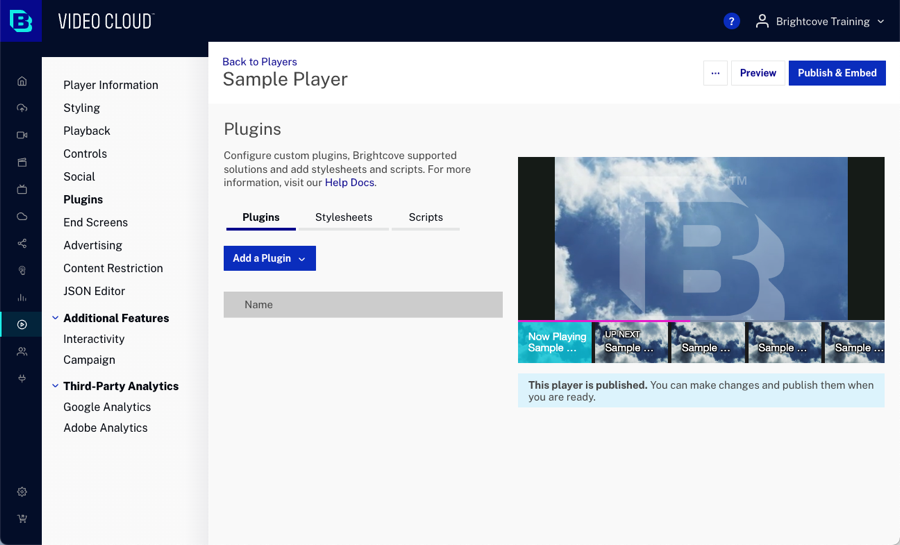 VIDEO CLOUD™
?
Brightcove Training
Player Information
Styling
Playback
Controls
Social
Plugins
End Screens
Advertising
Content Restriction
JSON Editor
Additional Features
Interactivity
Campaign
Third-Party Analytics
Google Analytics
Adobe Analytics
Back to Players
Sample Player
...
Preview
Publish & Embed
Plugins
Configure custom plugins, Brightcove supported
solutions and add stylesheets and scripts. For more
information, visit our Help Docs.
Plugins
Stylesheets
Scripts
Add a Plugin
Name
TM
Now Playing
Sample ...
UP NEXT
Sample ...
Sample ...
Sample ...
Sample ...
This player is published. You can make changes and publish them when
you are ready.